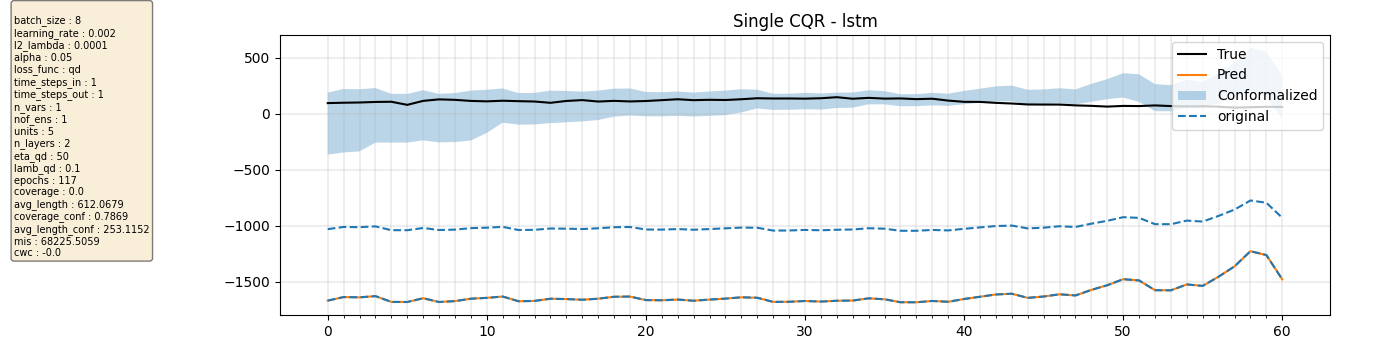 batch_size : 8
learning_rate : 0.002
l2_lambda : 0.0001
alpha : 0.05
loss_func : qd
time_steps_in : 1
time_steps_out : 1
n_vars : 1
nof_ens : 1
units : 5
n_layers : 2
eta_qd : 50
lamb_qd : 0.1
epochs : 117
coverage : 0.0
avg_length : 612.0679
coverage_conf : 0.7869
avg_length_conf : 253.1152
mis : 68225.5059
cwc : -0.0
Single CQR - lstm
500
0
−500
−1000
−1500
0 10 20 30 40 50 60
True
Pred
Conformalized
original